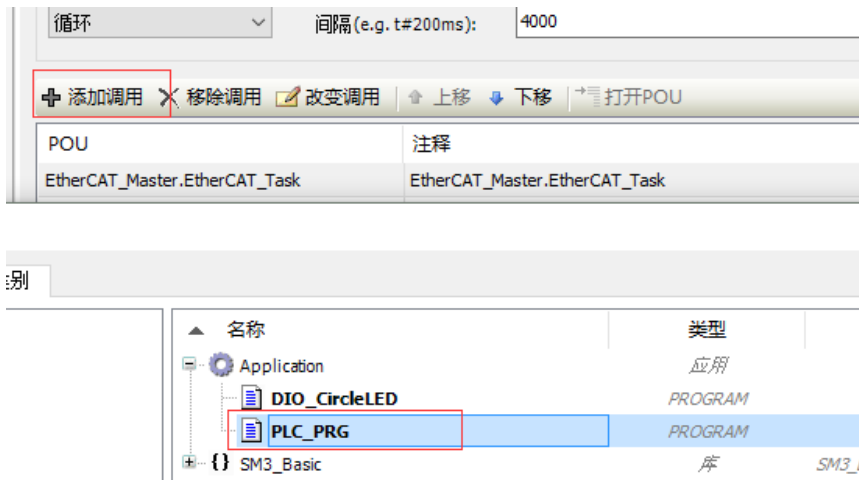 循环 间隔(e.g. t#200ms): 4000
添加调用 移除调用 改变调用 上移 下移 打开POU
POU 注释
EtherCAT_Master.EtherCAT_Task EtherCAT_Master.EtherCAT_Task
别
名称 类型
Application 应用
DIO_CircleLED PROGRAM
PLC_PRG PROGRAM
{} SM3_Basic 库 SM3_